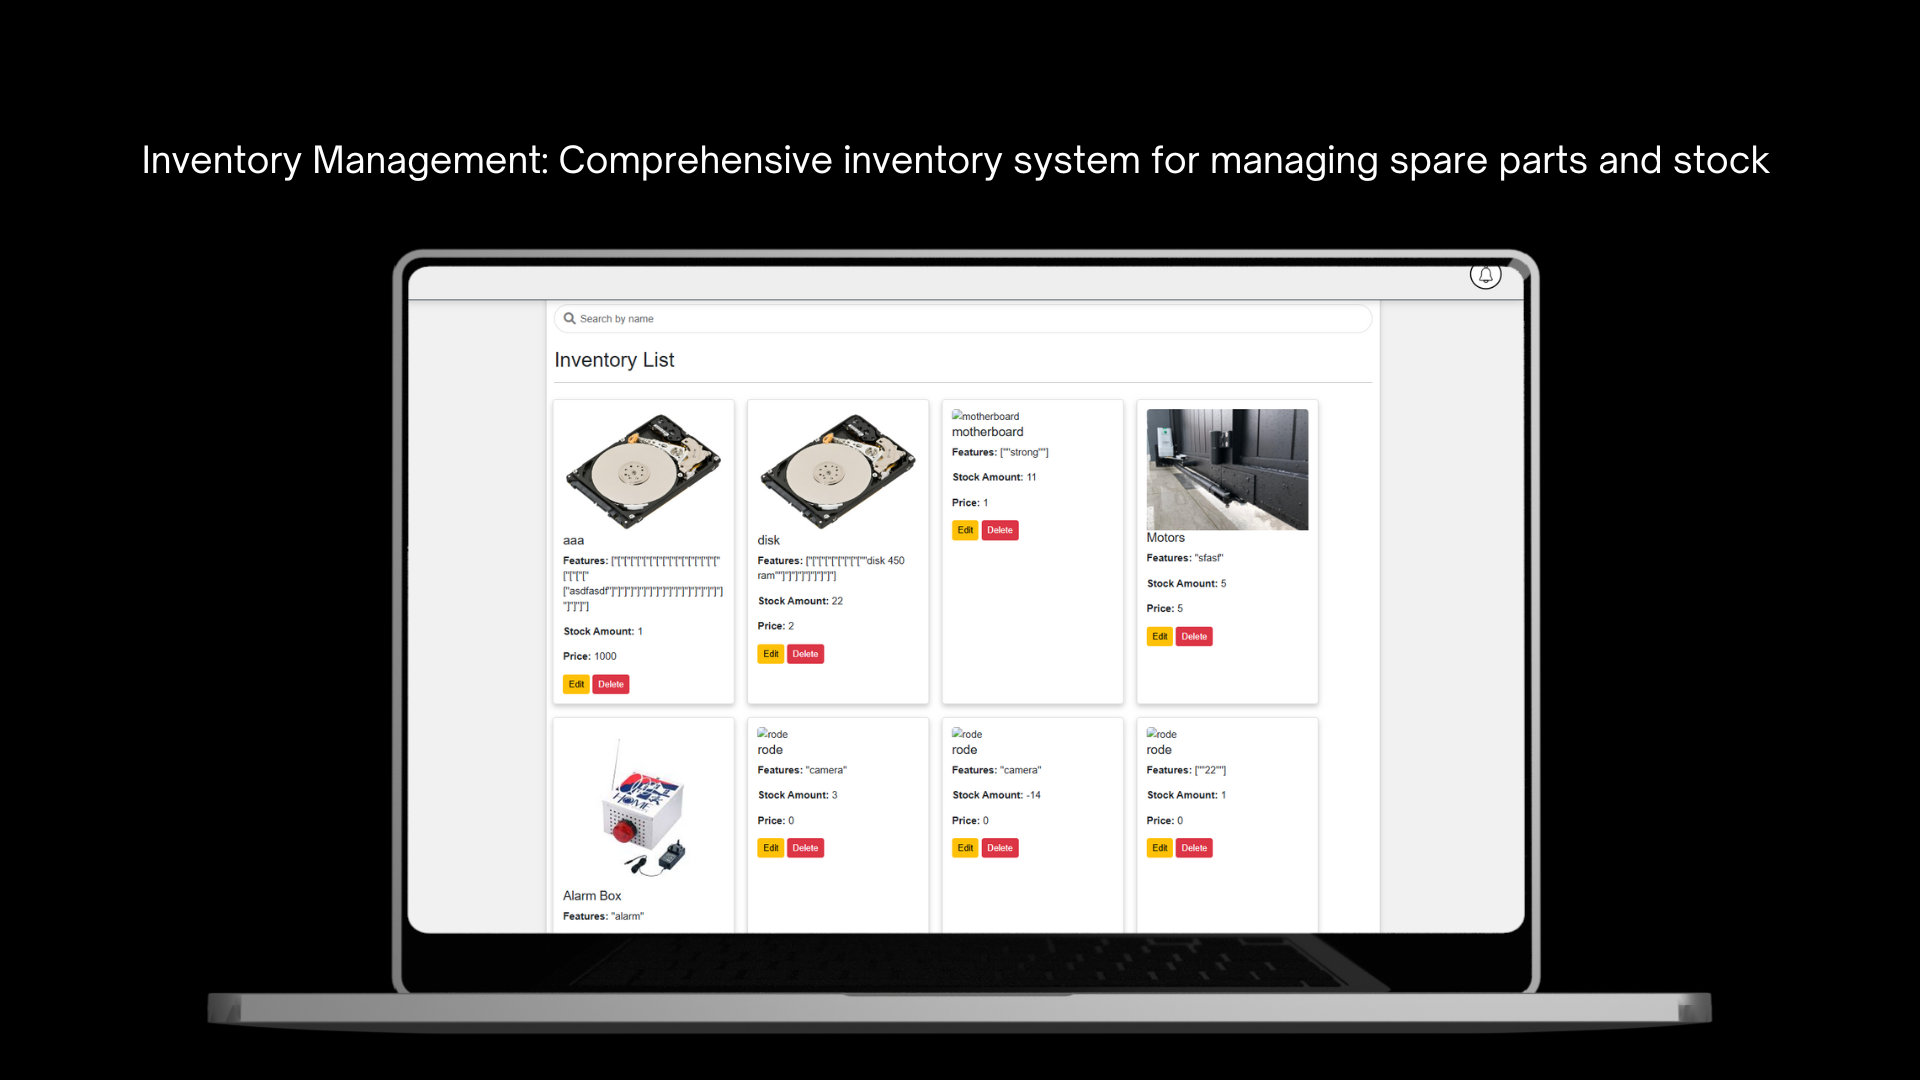 Inventory Management: Comprehensive inventory system for managing spare parts and stock
Search by name
Inventory List
aaa
Features: ["["["["["["["["["["["["["["["
["["["["
["asdfasdf"]"]"]"]"]"]"]"]"]"]"]"]"]"]"]
"]"]"]"]
Stock Amount: 1
Price: 1000
Edit Delete
disk
Features: ["["["["["["["["["""disk 450
ram""]"]"]"]"]"]"]"]"]
Stock Amount: 22
Price: 2
Edit Delete
motherboard
motherboard
Features: [""strong""]
Stock Amount: 11
Price: 1
Edit Delete
Motors
Features: "sfasf"
Stock Amount: 5
Price: 5
Edit Delete
HOME
Alarm Box
Features: "alarm"
rode
rode
Features: "camera"
Stock Amount: 3
Price: 0
Edit Delete
rode
rode
Features: "camera"
Stock Amount: -14
Price: 0
Edit Delete
rode
rode
Features: [""22""]
Stock Amount: 1
Price: 0
Edit Delete